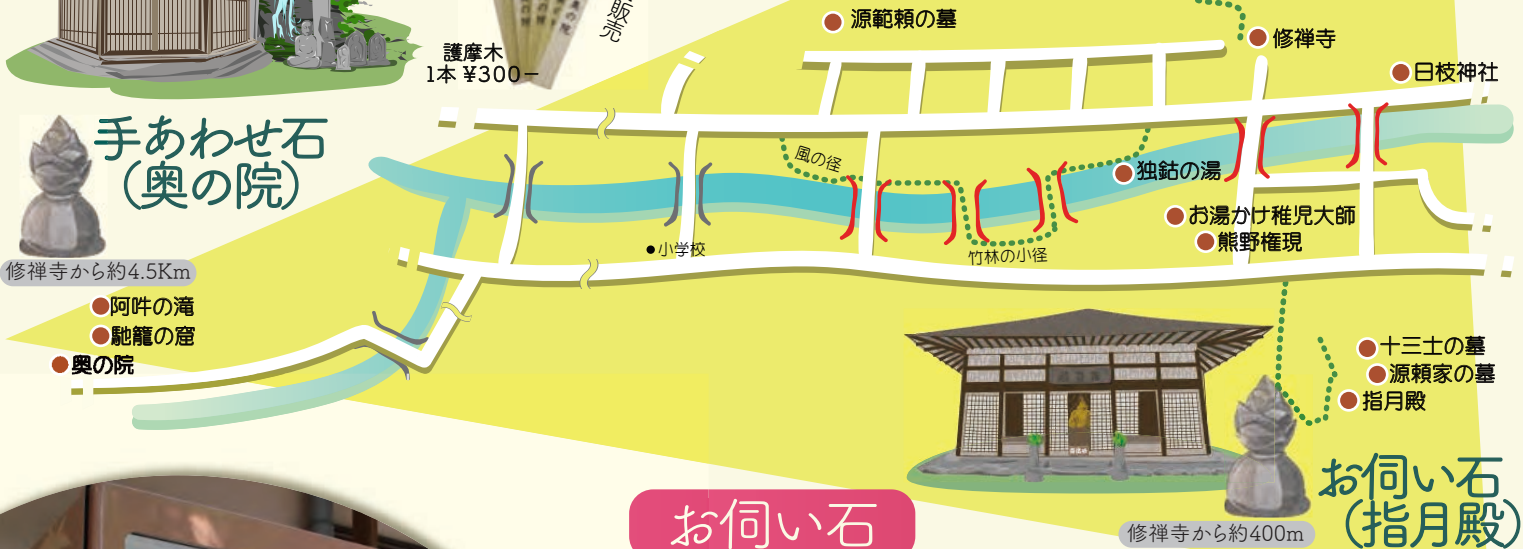 販売
護摩木
1本 ¥300−
源範頼の墓
修禅寺
日枝神社
手あわせ石
(奥の院)
修禅寺から約4.5Km
風の径
独鈷の湯
お湯かけ稚児大師
熊野権現
●小学校
竹林の小径
阿吽の滝
馳籠の窟
奥の院
十三士の墓
源頼家の墓
指月殿
お伺い石
(指月殿)
修禅寺から約400m
お伺い石